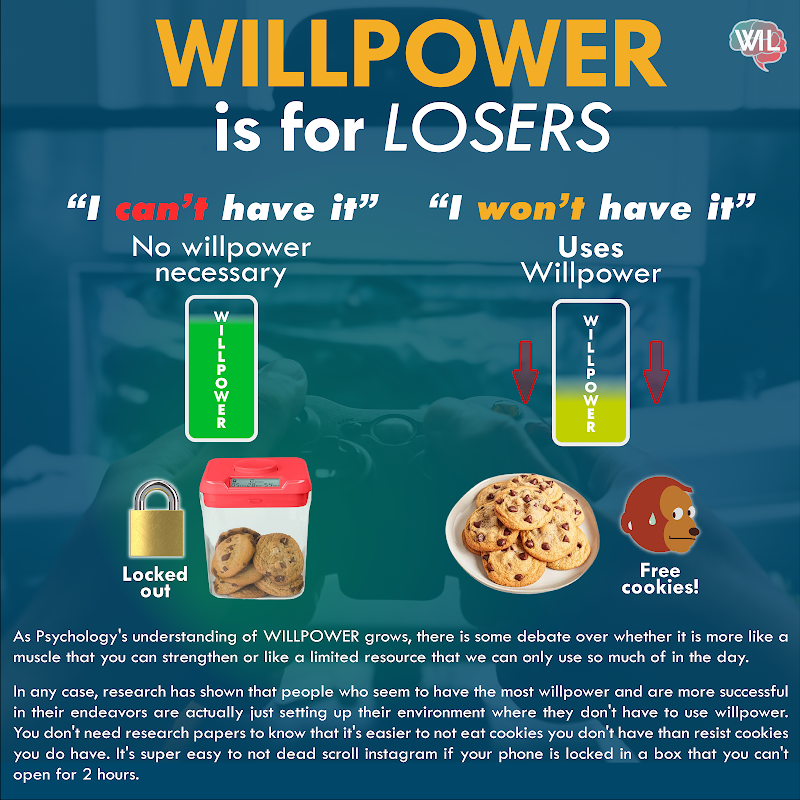 WILLPOWER
WIL
is for LOSERS
“I can't have it”
“I won't have it”
No willpower
necessary
Uses
Willpower
WILLPOWER
WILLPOWER
Locked
out
Free
cookies!
As Psychology's understanding of WILLPOWER grows, there is some debate over whether it is more like a
muscle that you can strengthen or like a limited resource that we can only use so much of in the day.
In any case, research has shown that people who seem to have the most willpower and are more successful
in their endeavors are actually just setting up their environment where they don't have to use willpower.
You don't need research papers to know that it's easier to not eat cookies you don't have than resist cookies
you do have. It's super easy to not dead scroll instagram if your phone is locked in a box that you can't
open for 2 hours.